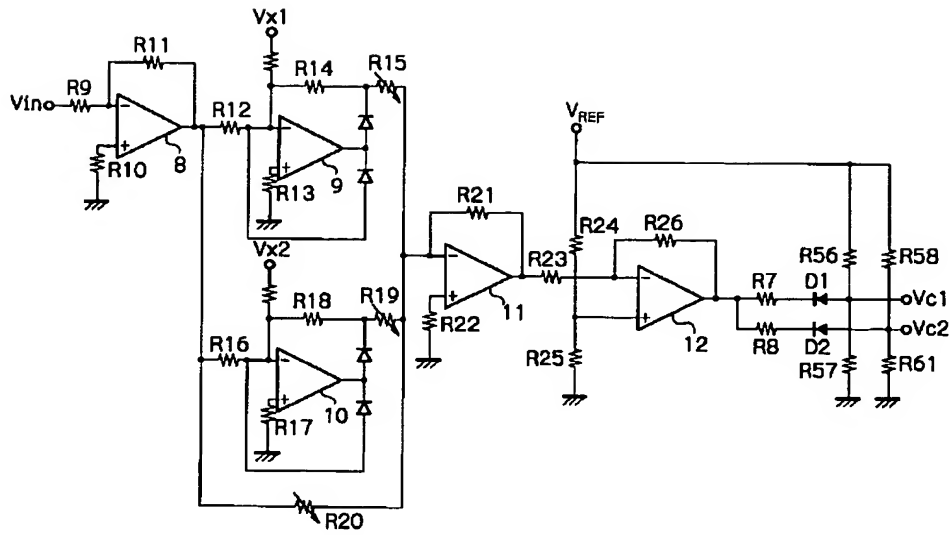 Vx1
R11
R14
R15
R9
Vin
R12
V_REF
R10
8
R13
9
R21
R24
R26
Vx2
R56
R58
R18
R19
R23
R7
D1
Vc1
R22
11
R16
R25
12
R8
D2
Vc2
R57
R61
R17
10
R20
- + - + - + - + - +